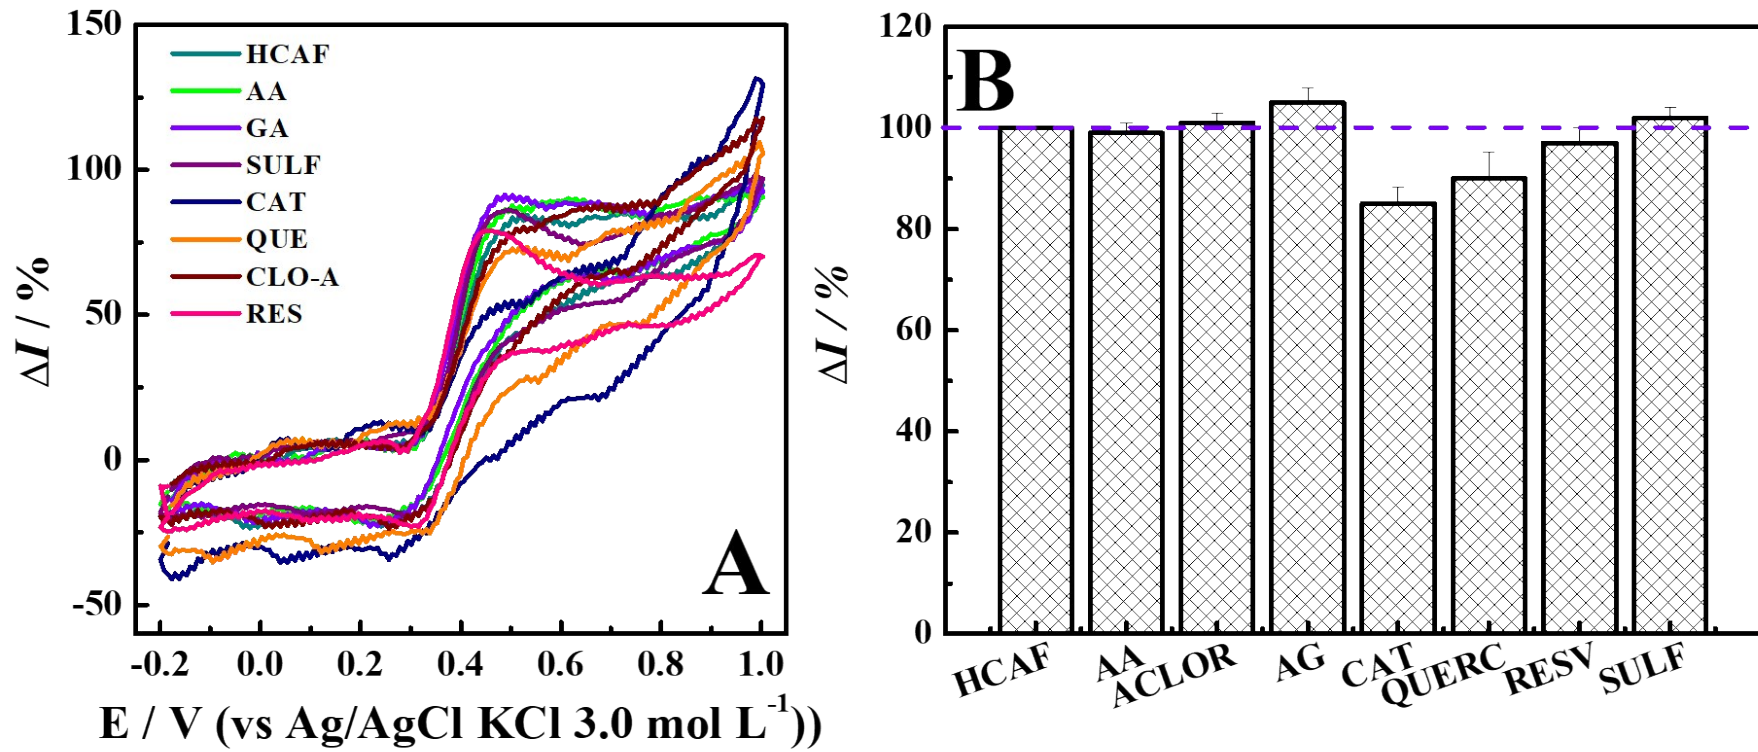 150
100
50
0
-50
ΔI / %
HCAF
AA
GA
SULF
CAT
QUE
CLO-A
RES
A
-0.2 0.0 0.2 0.4 0.6 0.8 1.0
E / V (vs Ag/AgCl KCl 3.0 mol L⁻¹))
120
100
80
60
40
20
0
ΔI / %
B
HCAF AA ACLOR AG CAT QUERC RESV SULF